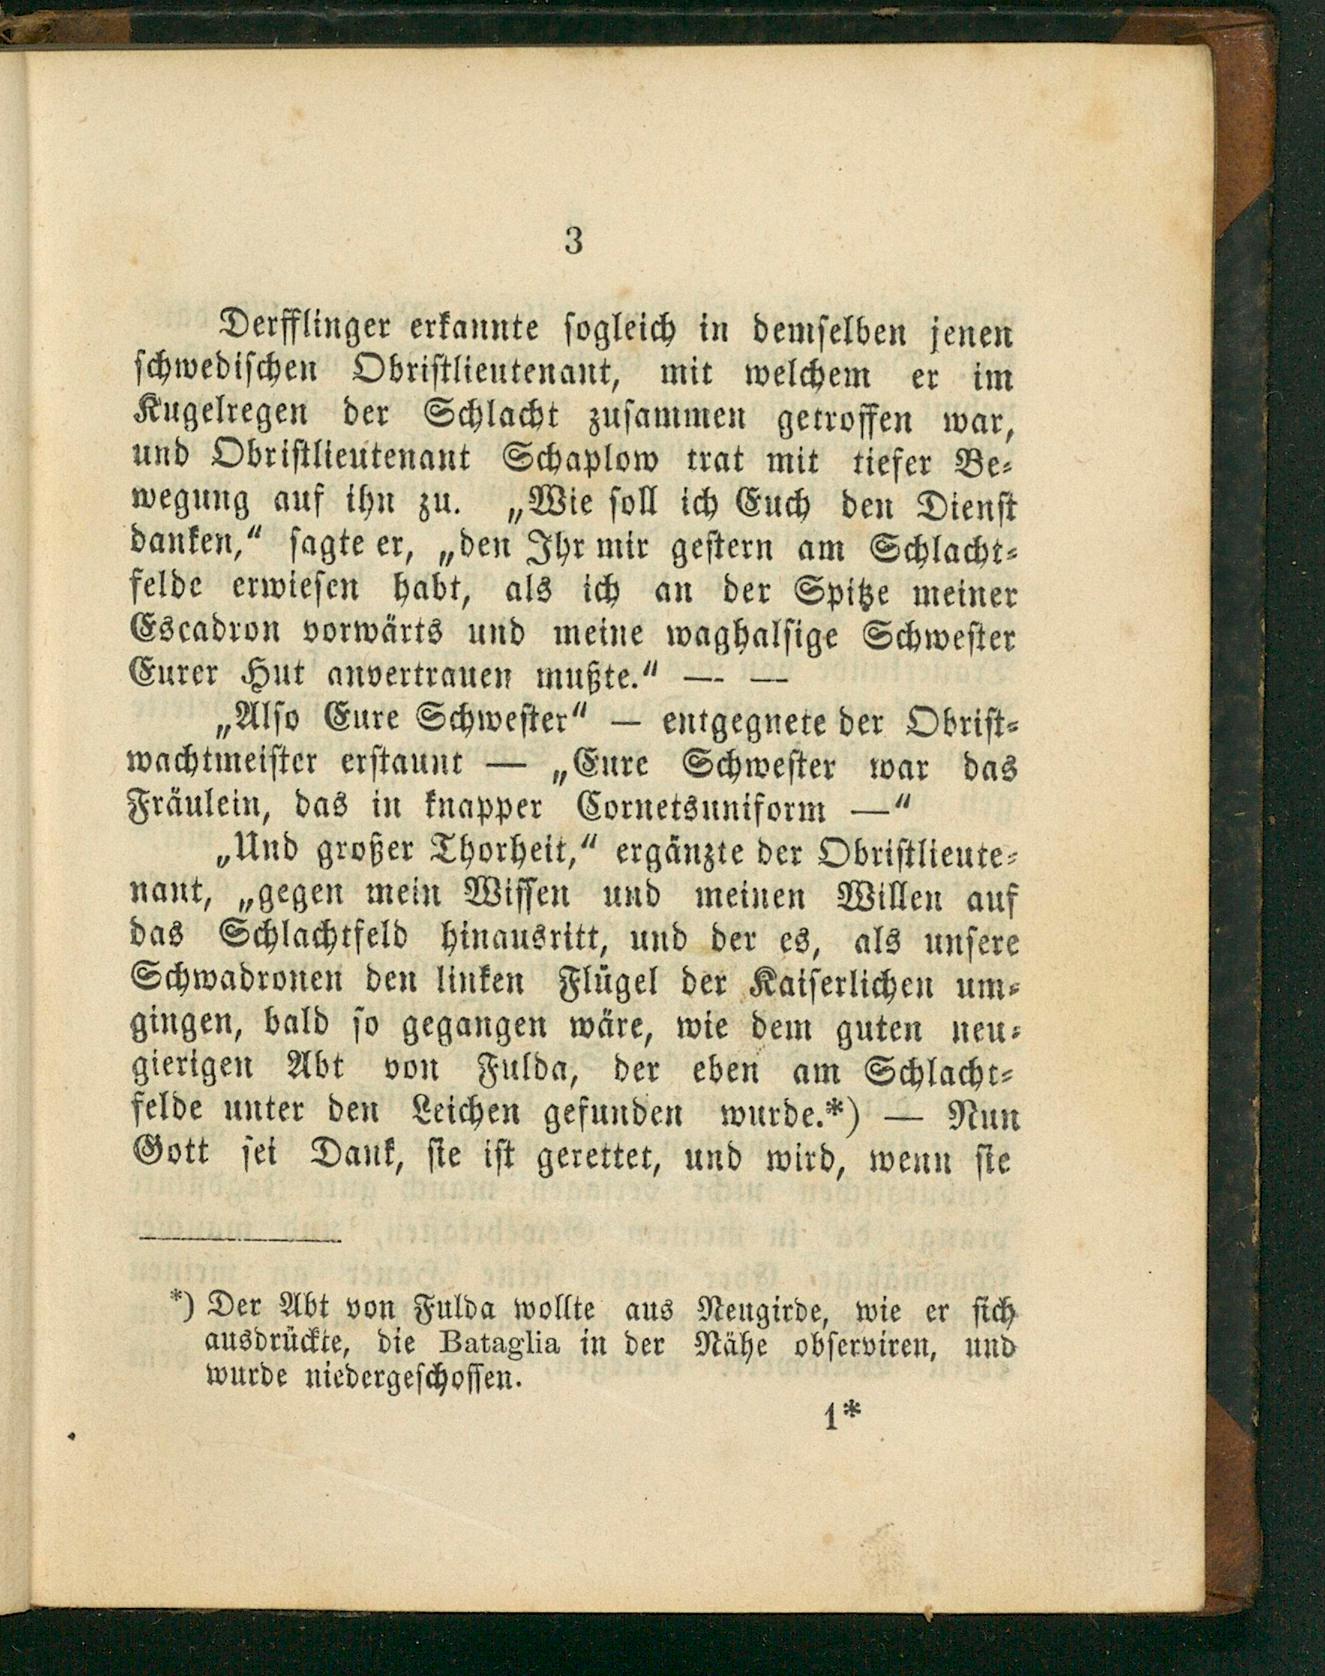 3
Derfflinger erkannte sogleich in demselben jenen
schwedischen Obristlieutenant, mit welchem er im
Kugelregen der Schlacht zusammen getroffen war,
und Obristlieutenant Schaplow trat mit tiefer Be-
wegung auf ihn zu. „Wie soll ich Euch den Dienst
danken,“ sagte er, „den Ihr mir gestern am Schlacht-
felde erwiesen habt, als ich an der Spitze meiner
Escadron vorwärts und meine waghalsige Schwester
Eurer Hut anvertrauen mußte.“ — —
„Also Eure Schwester“ — entgegnete der Obrist-
wachtmeister erstaunt — „Eure Schwester war das
Fräulein, das in knapper Cornetsuniform —“
„Und großer Thorheit,“ ergänzte der Obristlieute-
nant, „gegen mein Wissen und meinen Willen auf
das Schlachtfeld hinausritt, und der es, als unsere
Schwadronen den linken Flügel der Kaiserlichen um-
gingen, bald so gegangen wäre, wie dem guten neu-
gierigen Abt von Fulda, der eben am Schlacht-
felde unter den Leichen gefunden wurde.*) — Nun
Gott sei Dank, sie ist gerettet, und wird, wenn sie
*) Der Abt von Fulda wollte aus Neugirde, wie er sich
ausdrückte, die Bataglia in der Nähe observiren, und
wurde niedergeschossen.
1*